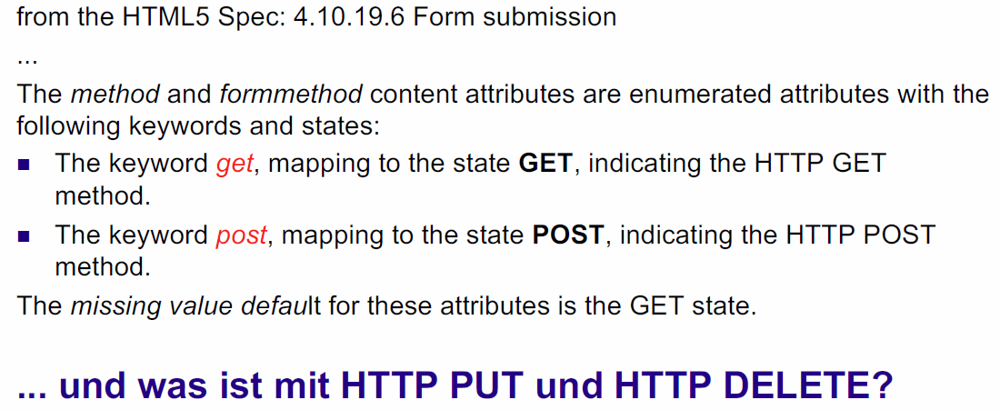 from the HTML5 Spec: 4.10.19.6 Form submission
...
The method and formmethod content attributes are enumerated attributes with the
following keywords and states:
■ The keyword get, mapping to the state GET, indicating the HTTP GET
method.
■ The keyword post, mapping to the state POST, indicating the HTTP POST
method.
The missing value default for these attributes is the GET state.
... und was ist mit HTTP PUT und HTTP DELETE?